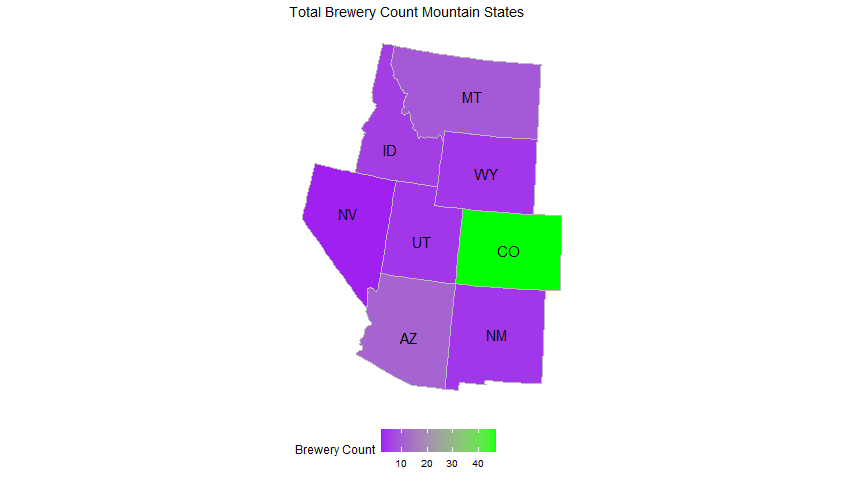 Total Brewery Count Mountain States
MT
ID
WY
NV
UT
CO
AZ
NM
Brewery Count
10 20 30 40